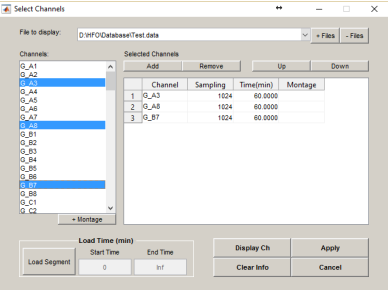 Select Channels
File to display:
D:\HFO\Database\Test.data
+ Files
- Files
Channels:
G_A1
G_A2
G_A3
G_A4
G_A5
G_A6
G_A7
G_A8
G_B1
G_B2
G_B3
G_B4
G_B5
G_B6
G_B7
G_B8
G_C1
G_C2
+ Montage
Selected Channels
Add
Remove
Up
Down
Channel Sampling Time(min) Montage
1 G_A3 1024 60.0000
2 G_A8 1024 60.0000
3 G_B7 1024 60.0000
Load Time (min)
Load Segment
Start Time
End Time
0
Inf
Display Ch
Apply
Clear Info
Cancel